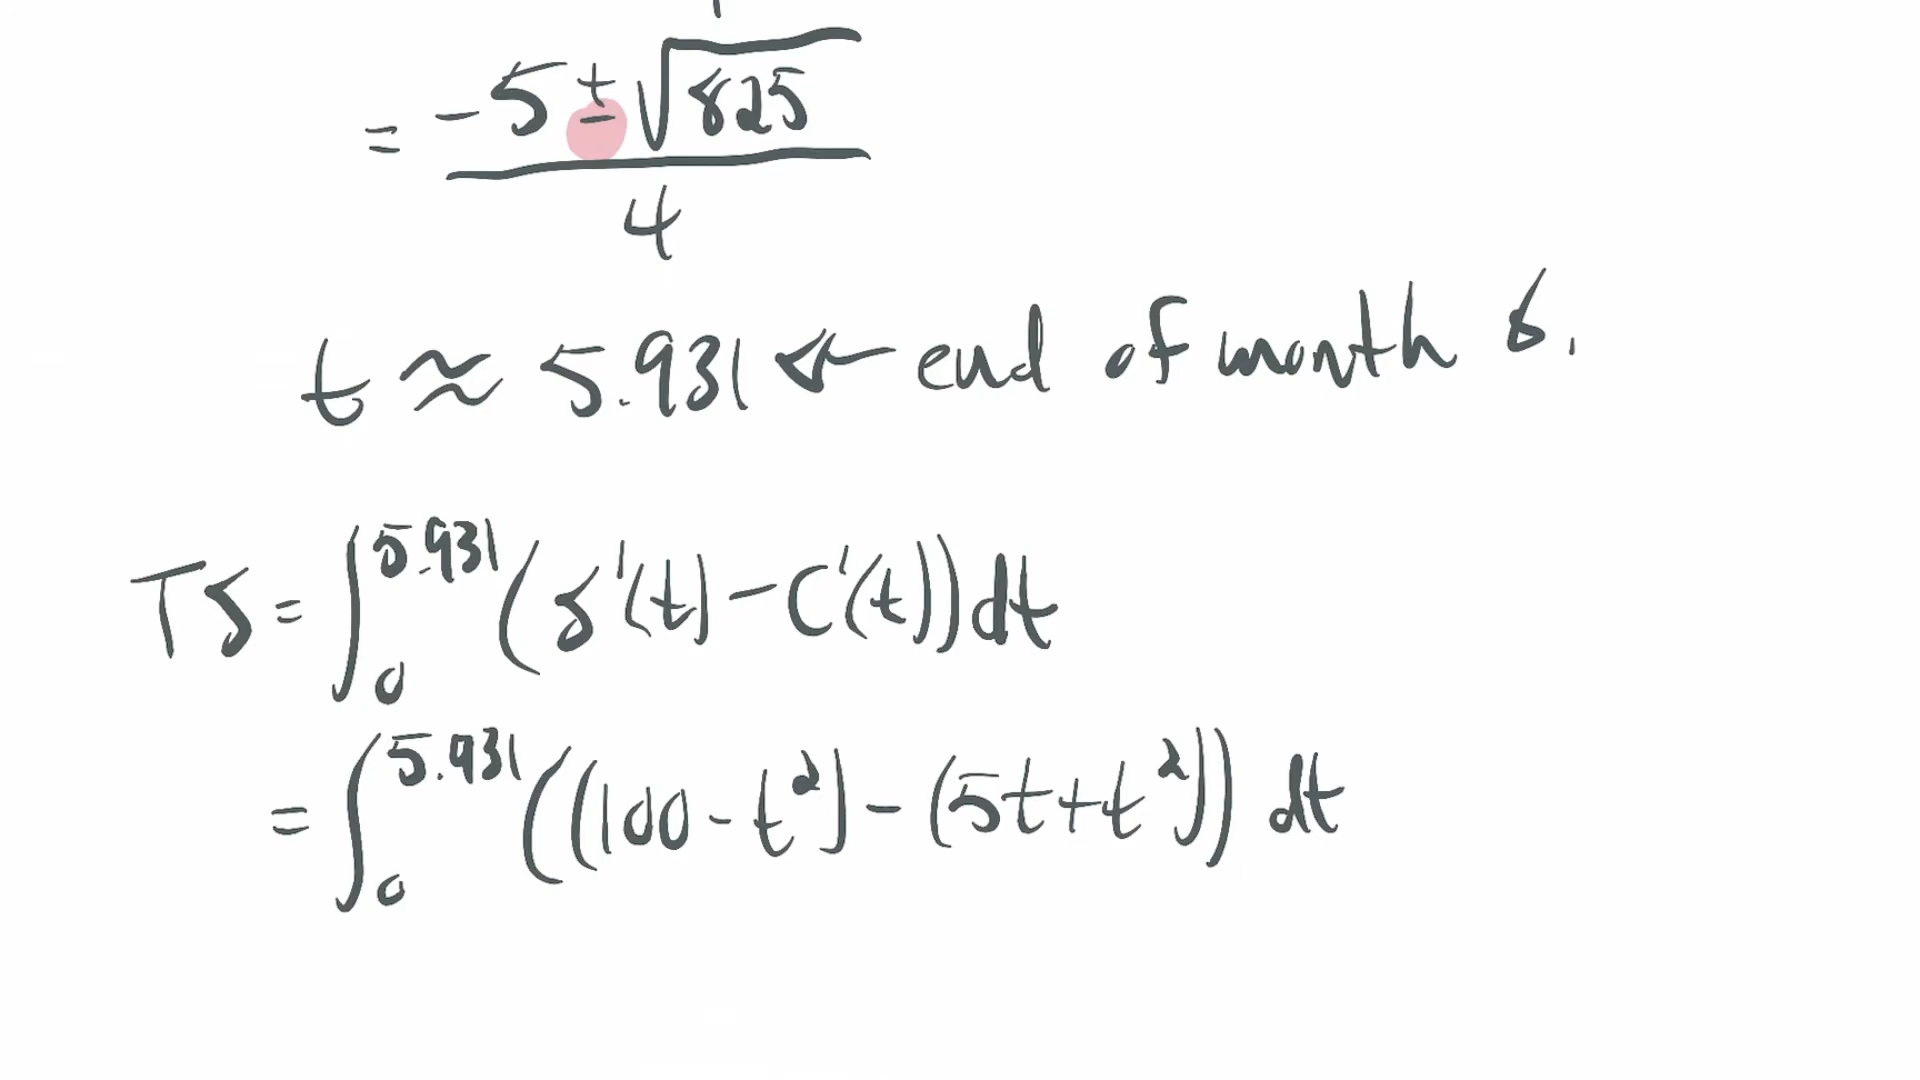 = (-5 ± √825) / 4
t ≈ 5.931 ← end of month 6.
TS = ∫₀^5.931 (S'(t) - C'(t)) dt
= ∫₀^5.931 ((100 - t²) - (5t + t²)) dt